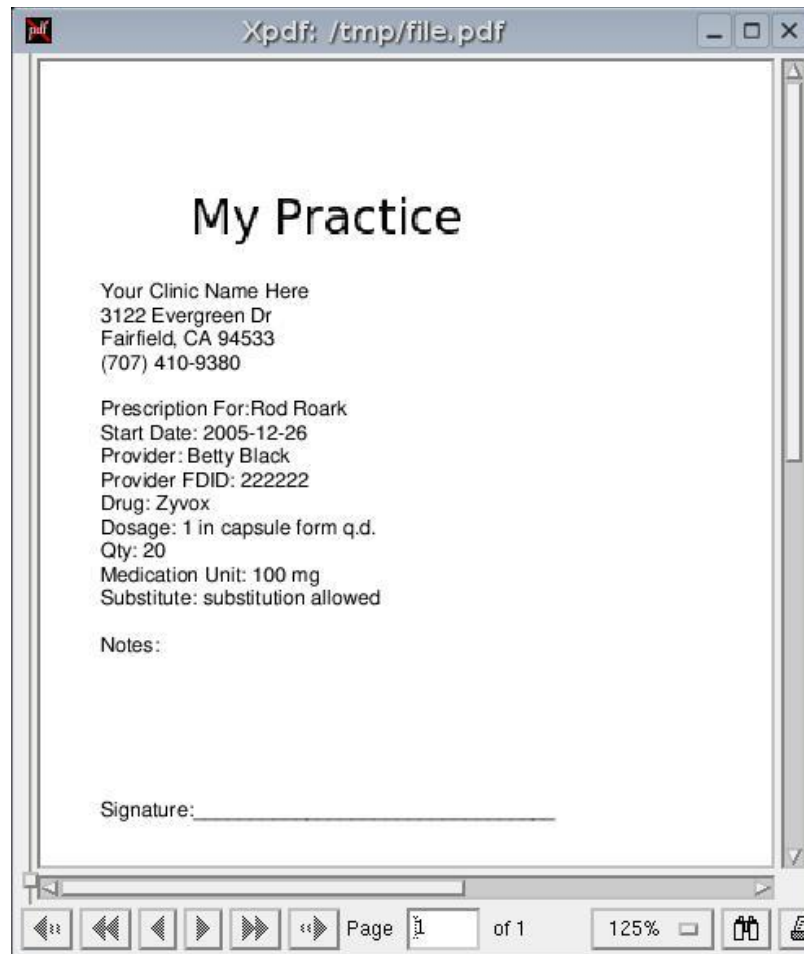 Xpdf: /tmp/file.pdf
My Practice
Your Clinic Name Here
3122 Evergreen Dr
Fairfield, CA 94533
(707) 410-9380
Prescription For:Rod Roark
Start Date: 2005-12-26
Provider: Betty Black
Provider FDID: 222222
Drug: Zyvox
Dosage: 1 in capsule form q.d.
Qty: 20
Medication Unit: 100 mg
Substitute: substitution allowed
Notes:
Signature:________________________________
Page 1 of 1 125%